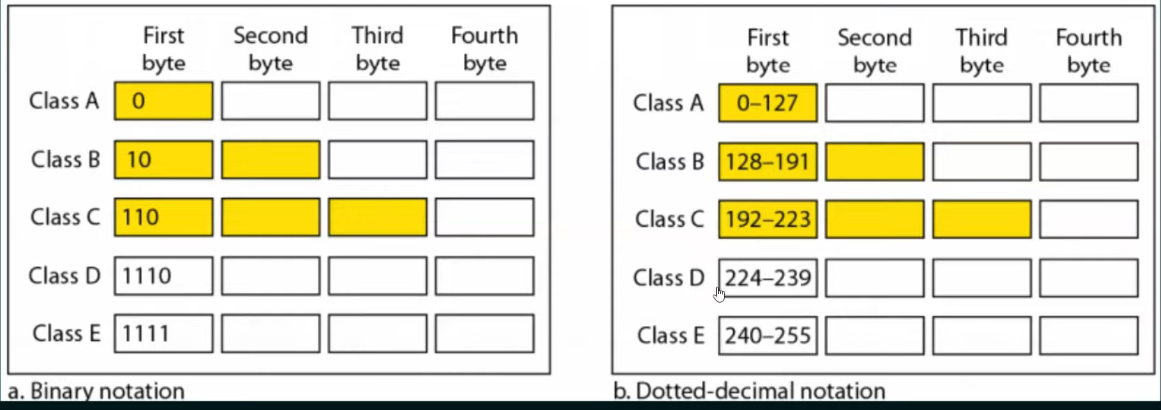 First Second Third Fourth
byte byte byte byte
Class A 0
Class B 10
Class C 110
Class D 1110
Class E 1111
a. Binary notation
First Second Third Fourth
byte byte byte byte
Class A 0–127
Class B 128–191
Class C 192–223
Class D 224–239
Class E 240–255
b. Dotted-decimal notation